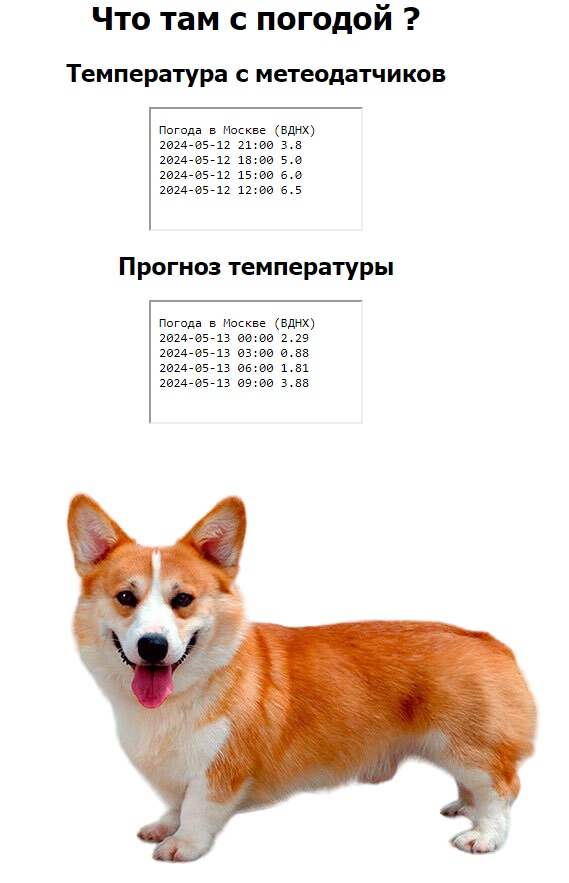 Что там с погодой ?
Температура с метеодатчиков
Погода в Москве (ВДНХ)
2024-05-12 21:00 3.8
2024-05-12 18:00 5.0
2024-05-12 15:00 6.0
2024-05-12 12:00 6.5
Прогноз температуры
Погода в Москве (ВДНХ)
2024-05-13 00:00 2.29
2024-05-13 03:00 0.88
2024-05-13 06:00 1.81
2024-05-13 09:00 3.88